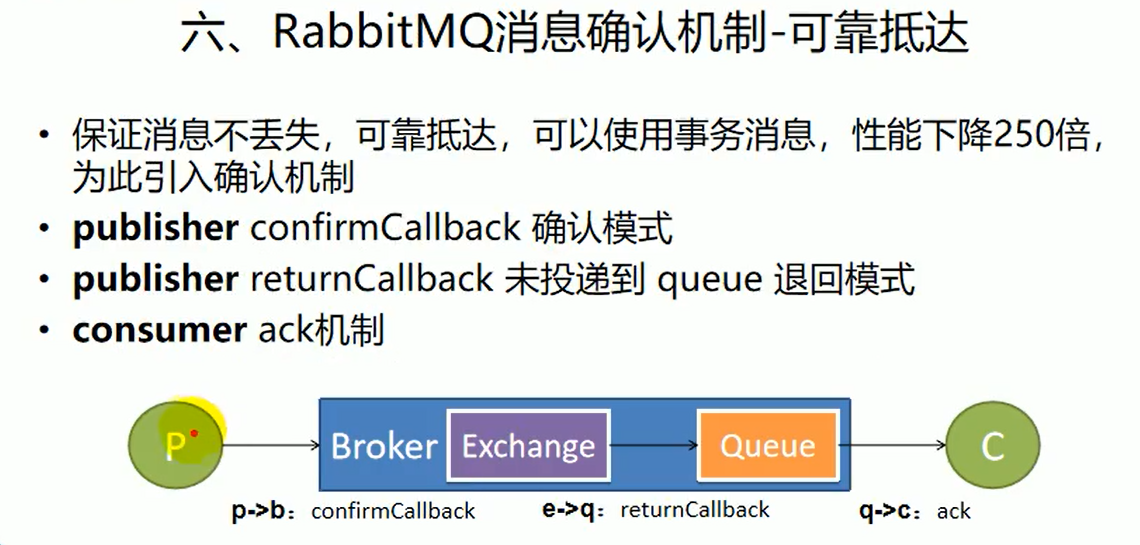 六、RabbitMQ消息确认机制-可靠抵达
• 保证消息不丢失，可靠抵达，可以使用事务消息，性能下降250倍，
为此引入确认机制
• publisher confirmCallback 确认模式
• publisher returnCallback 未投递到 queue 退回模式
• consumer ack机制
P Broker Exchange Queue C
p->b：confirmCallback e->q：returnCallback q->c：ack